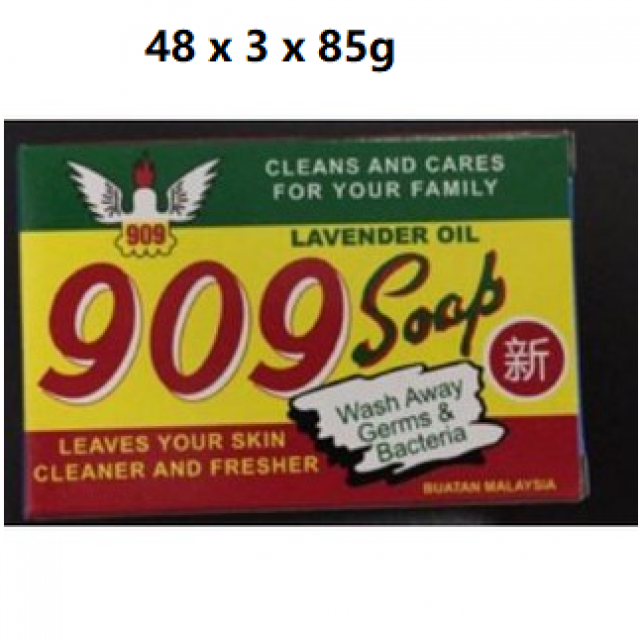 48 x 3 x 85g
CLEANS AND CARES
FOR YOUR FAMILY
909
LAVENDER OIL
909 Soap
新
Wash Away
Germs &
Bacteria
LEAVES YOUR SKIN
CLEANER AND FRESHER
BUATAN MALAYSIA